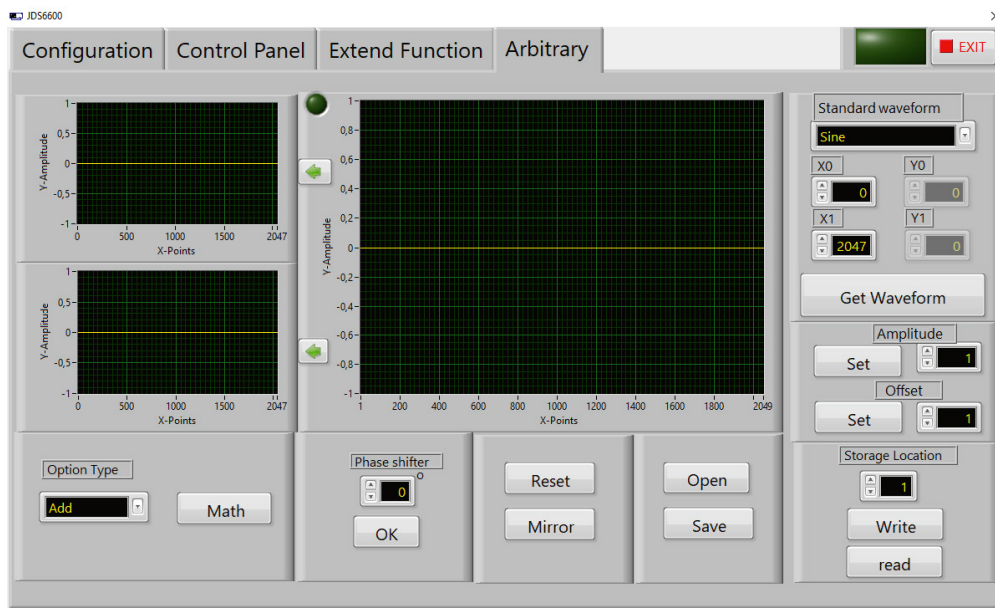 JDS6600
Configuration
Control Panel
Extend Function
Arbitrary
EXIT
Y-Amplitude
1
0,5
0
-0,5
-1
0 500 1000 1500 2047
X-Points
Y-Amplitude
1
0,5
0
-0,5
-1
0 500 1000 1500 2047
X-Points
Y-Amplitude
1
0,8
0,6
0,4
0,2
0
-0,2
-0,4
-0,6
-0,8
-1
1 200 400 600 800 1000 1200 1400 1600 1800 2049
X-Points
Standard waveform
Sine
X0 Y0
0 0
X1 Y1
2047 0
Get Waveform
Amplitude
Set 1
Offset
Set 1
Option Type
Add
Math
Phase shifter
0 o
OK
Reset
Mirror
Open
Save
Storage Location
1
Write
read